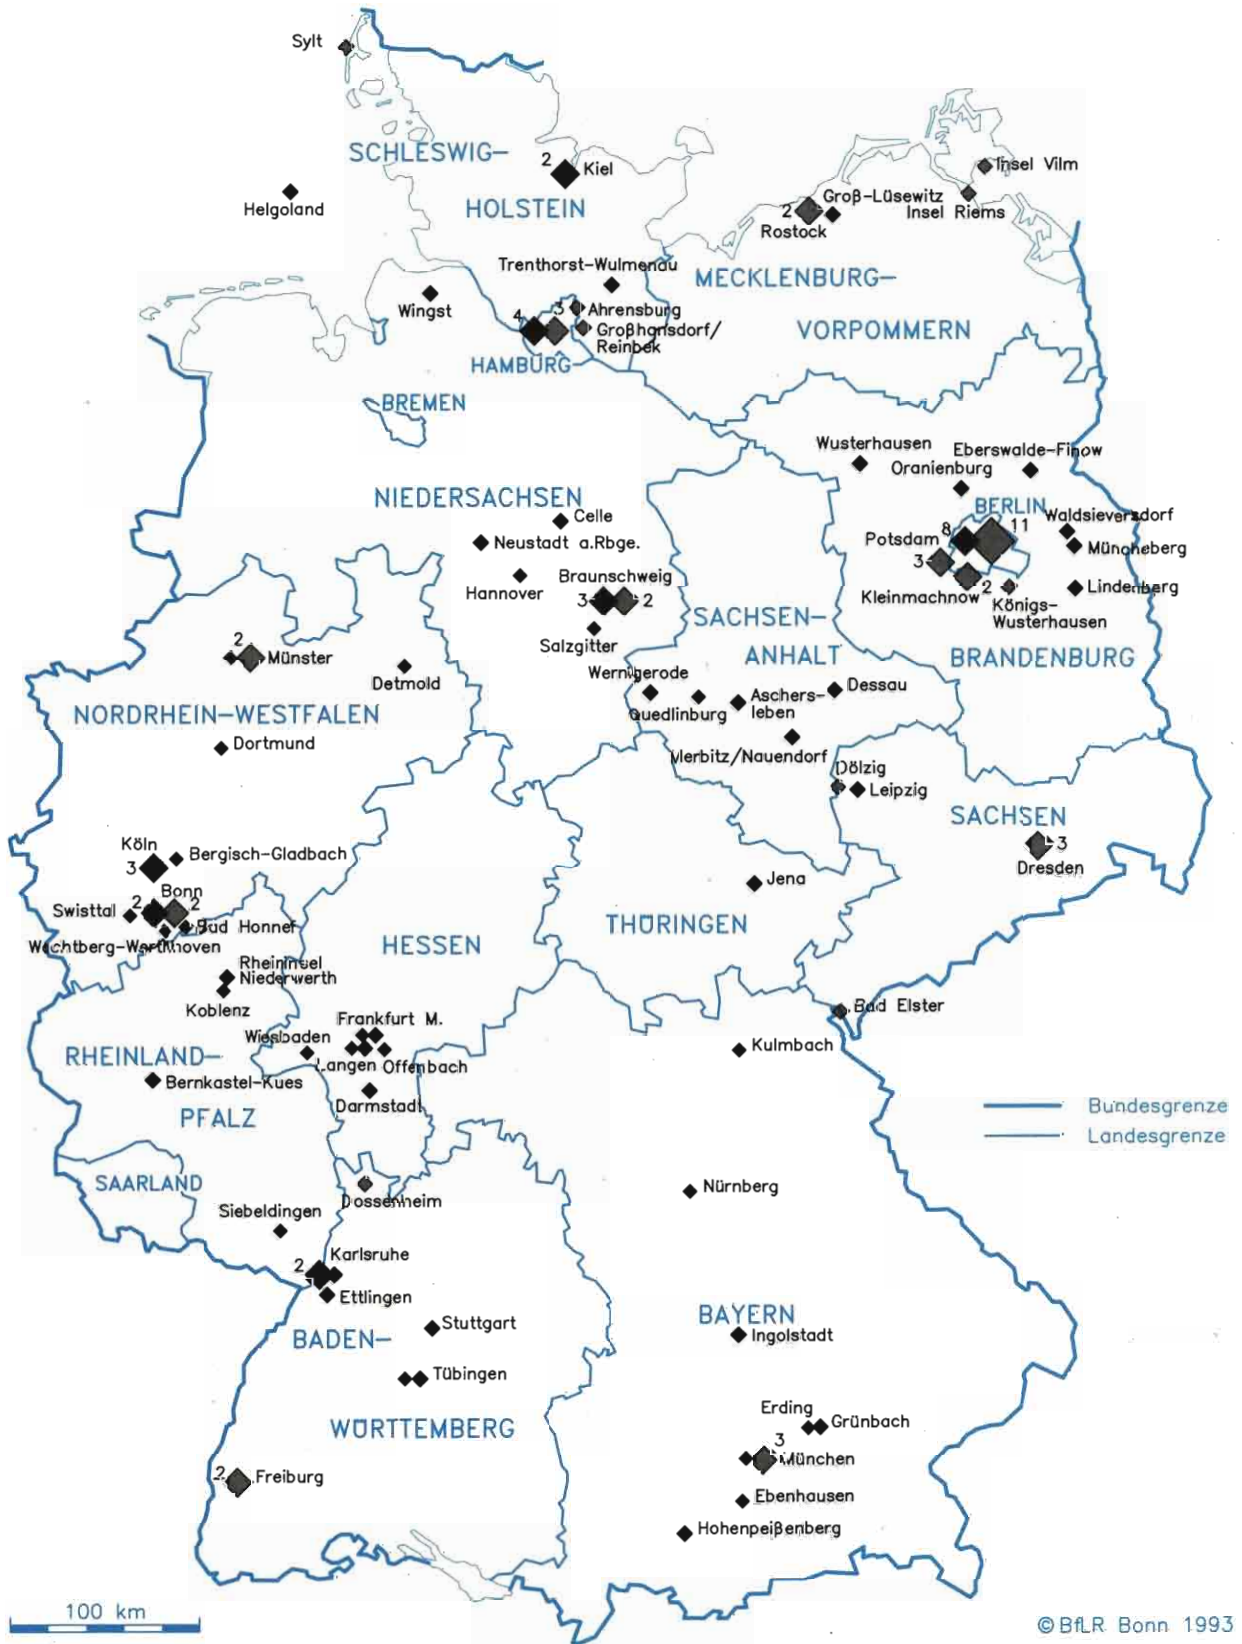 Sylt
SCHLESWIG–
2
Kiel
Insel Vilm
Helgoland
HOLSTEIN
Groß-Lüsewitz
2
Insel Riems
Rostock
Trenthorst-Wulmenau
MECKLENBURG–
Wingst
3
Ahrensburg
4
Großhansdorf/
Reinbek
VORPOMMERN
HAMBURG
BREMEN
Wusterhausen
Eberswalde-Finow
Oranienburg
NIEDERSACHSEN
BERLIN
Celle
Waldsieversdorf
8
11
Neustadt a.Rbge.
Potsdam
Müncheberg
3
Hannover
Braunschweig
3
2
Kleinmachnow
2
Königs-
Wusterhausen
Lindenberg
SACHSEN–
Salzgitter
2
Münster
ANHALT
BRANDENBURG
Detmold
Wernigerode
Dessau
Quedlinburg
Aschers-
leben
NORDRHEIN–WESTFALEN
Dortmund
Merbitz/Nauendorf
Dölzig
Leipzig
SACHSEN
Köln
3
Bergisch-Gladbach
3
Dresden
Jena
Bonn
Swisttal
2
2
Bad Honnef
Wachtberg-Werthhoven
THÜRINGEN
HESSEN
Rheininsel
Niederwerth
Koblenz
Bad Elster
Frankfurt M.
Wiesbaden
Kulmbach
RHEINLAND–
Langen
Offenbach
Bernkastel-Kues
Darmstadt
PFALZ
Bundesgrenze
Landesgrenze
SAARLAND
Dossenheim
Nürnberg
Siebeldingen
Karlsruhe
2
Ettlingen
BAYERN
Stuttgart
BADEN–
Ingolstadt
Tübingen
Erding
Grünbach
WÜRTTEMBERG
3
München
2
Freiburg
Ebenhausen
Hohenpeißenberg
100 km
©BfLR Bonn 1993